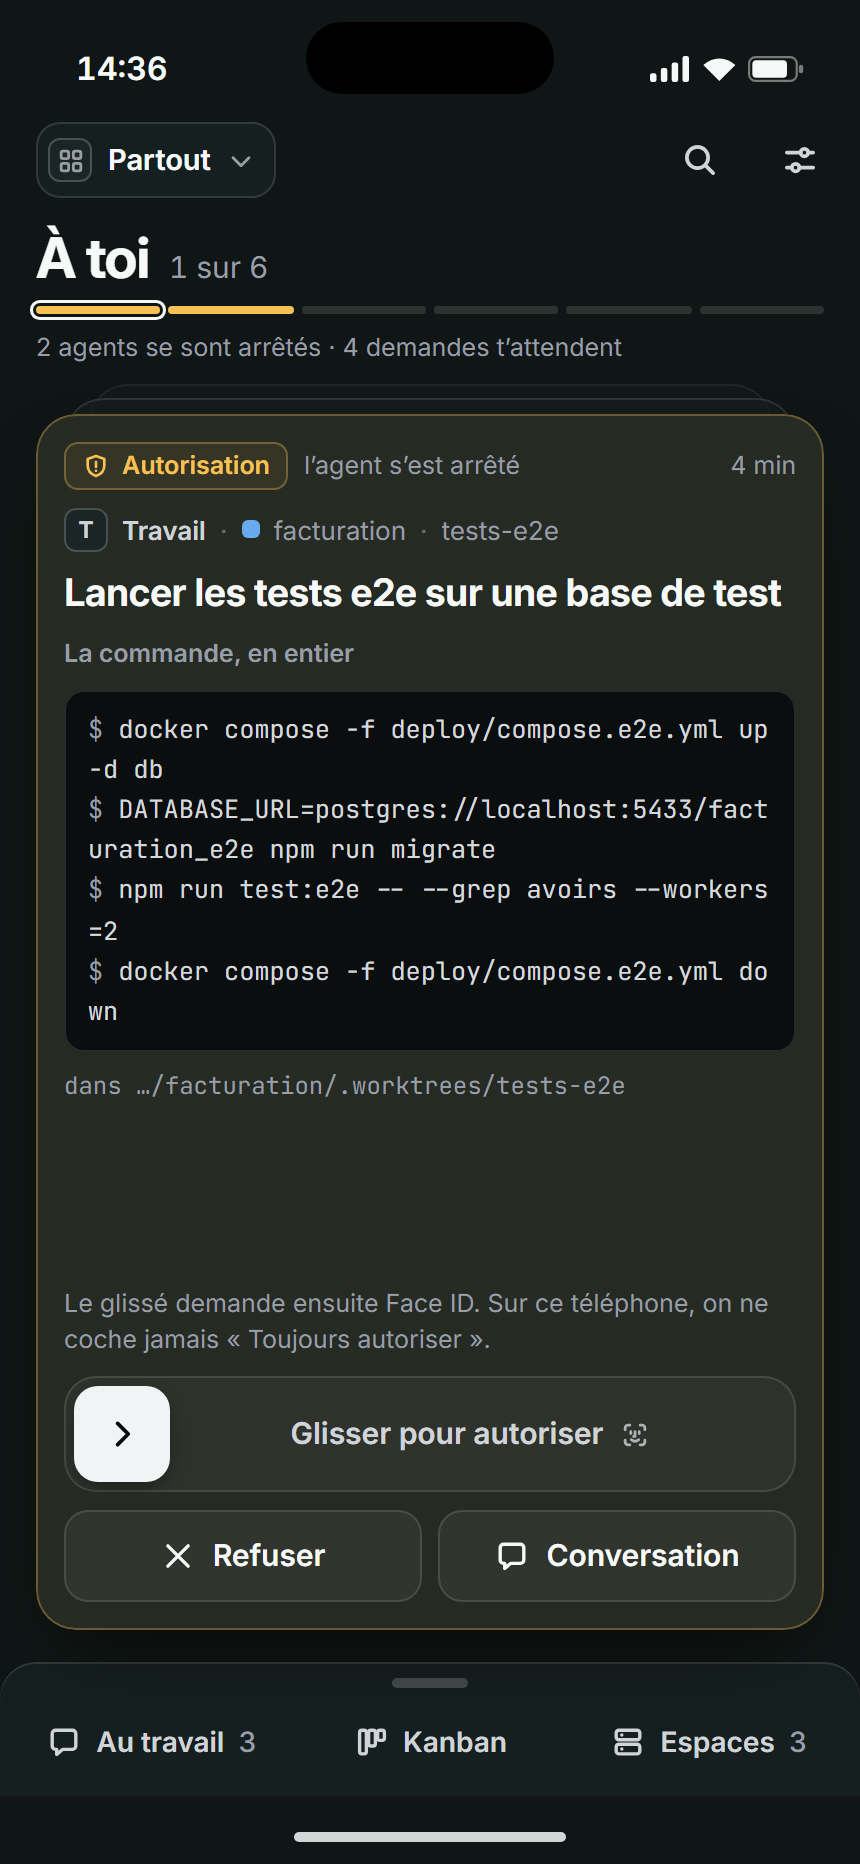 14:36
Partout
À toi 1 sur 6
2 agents se sont arrêtés · 4 demandes t’attendent
Autorisation l’agent s’est arrêté 4 min
T Travail · facturation · tests-e2e
Lancer les tests e2e sur une base de test
La commande, en entier
$ docker compose -f deploy/compose.e2e.yml up
-d db
$ DATABASE_URL=postgres://localhost:5433/fact
uration_e2e npm run migrate
$ npm run test:e2e -- --grep avoirs --workers
=2
$ docker compose -f deploy/compose.e2e.yml do
wn
dans …/facturation/.worktrees/tests-e2e
Le glissé demande ensuite Face ID. Sur ce téléphone, on ne
coche jamais « Toujours autoriser ».
Glisser pour autoriser
Refuser Conversation
Au travail 3 Kanban Espaces 3